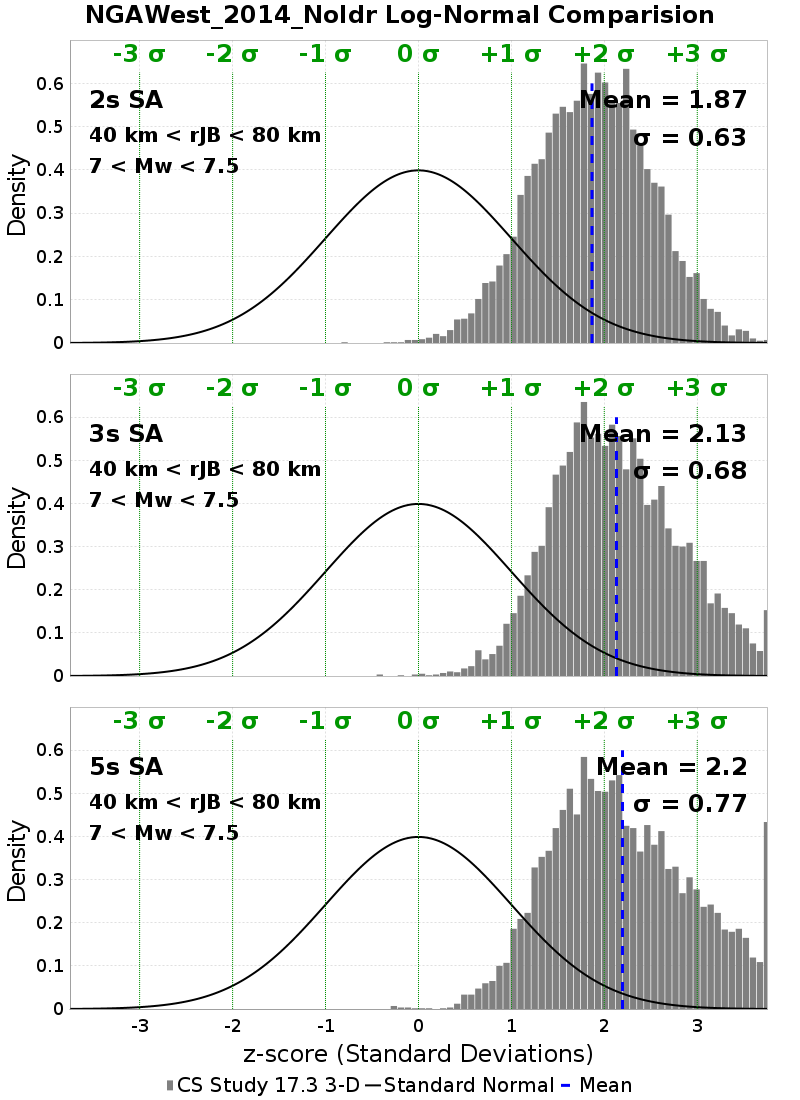 NGAWest_2014_NoIdr Log-Normal Comparision
-3 σ -2 σ -1 σ 0 σ +1 σ +2 σ +3 σ
0.6
2s SA Mean = 1.87
0.5 40 km < rJB < 80 km σ = 0.63
7 < Mw < 7.5
0.4
0.3
0.2
0.1
0
Density
-3 σ -2 σ -1 σ 0 σ +1 σ +2 σ +3 σ
0.6
3s SA Mean = 2.13
0.5 40 km < rJB < 80 km σ = 0.68
7 < Mw < 7.5
0.4
0.3
0.2
0.1
0
Density
-3 σ -2 σ -1 σ 0 σ +1 σ +2 σ +3 σ
0.6
5s SA Mean = 2.2
0.5 40 km < rJB < 80 km σ = 0.77
7 < Mw < 7.5
0.4
0.3
0.2
0.1
0
Density
-3 -2 -1 0 1 2 3
z-score (Standard Deviations)
CS Study 17.3 3-D Standard Normal Mean